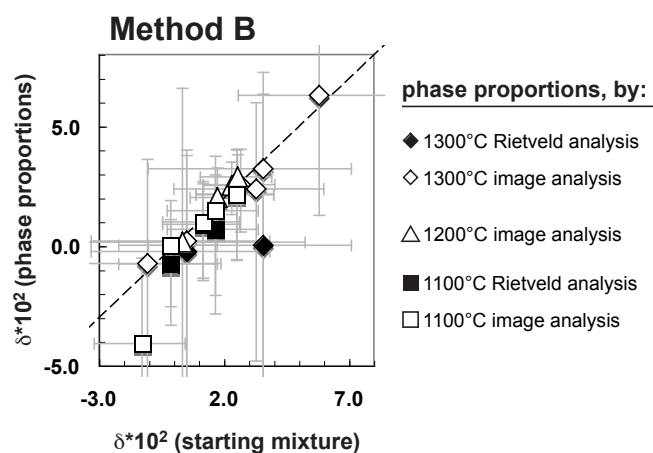 Method B
δ*10² (phase proportions)
5.0
0.0
-5.0
-3.0 2.0 7.0
δ*10² (starting mixture)
phase proportions, by:
1300°C Rietveld analysis
1300°C image analysis
1200°C image analysis
1100°C Rietveld analysis
1100°C image analysis